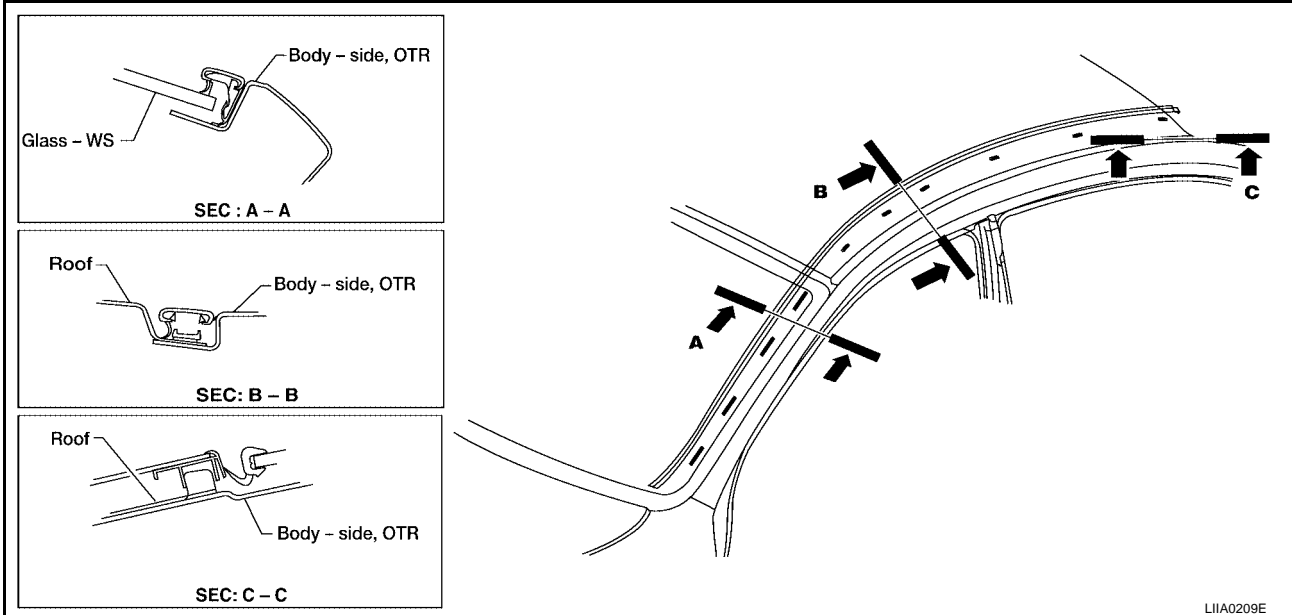 Body – side, OTR
Glass – WS
SEC : A – A
Roof
Body – side, OTR
SEC: B – B
Roof
Body – side, OTR
SEC: C – C
B
C
A
LIIA0209E